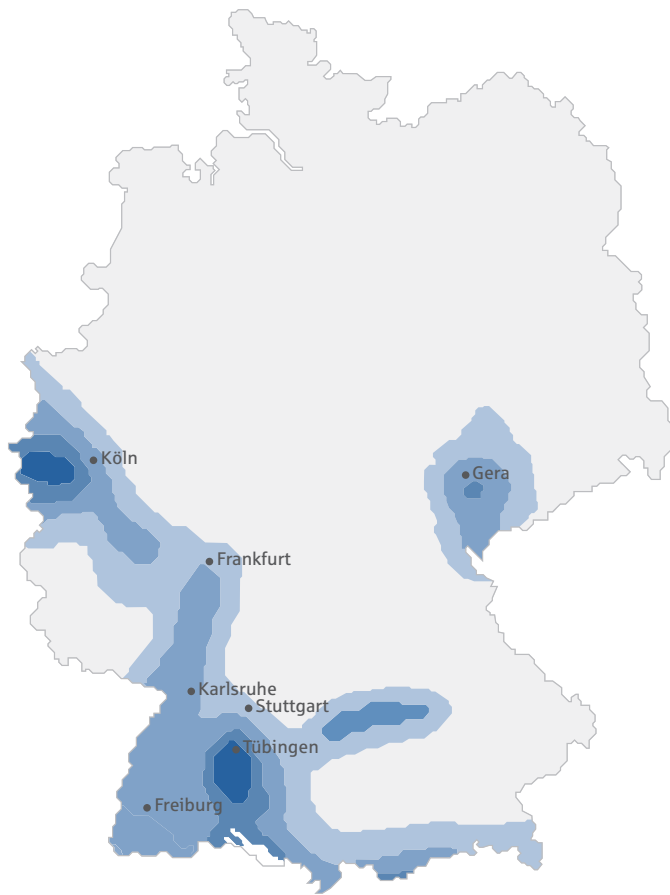 Köln
Gera
Frankfurt
Karlsruhe
Stuttgart
Tübingen
Freiburg